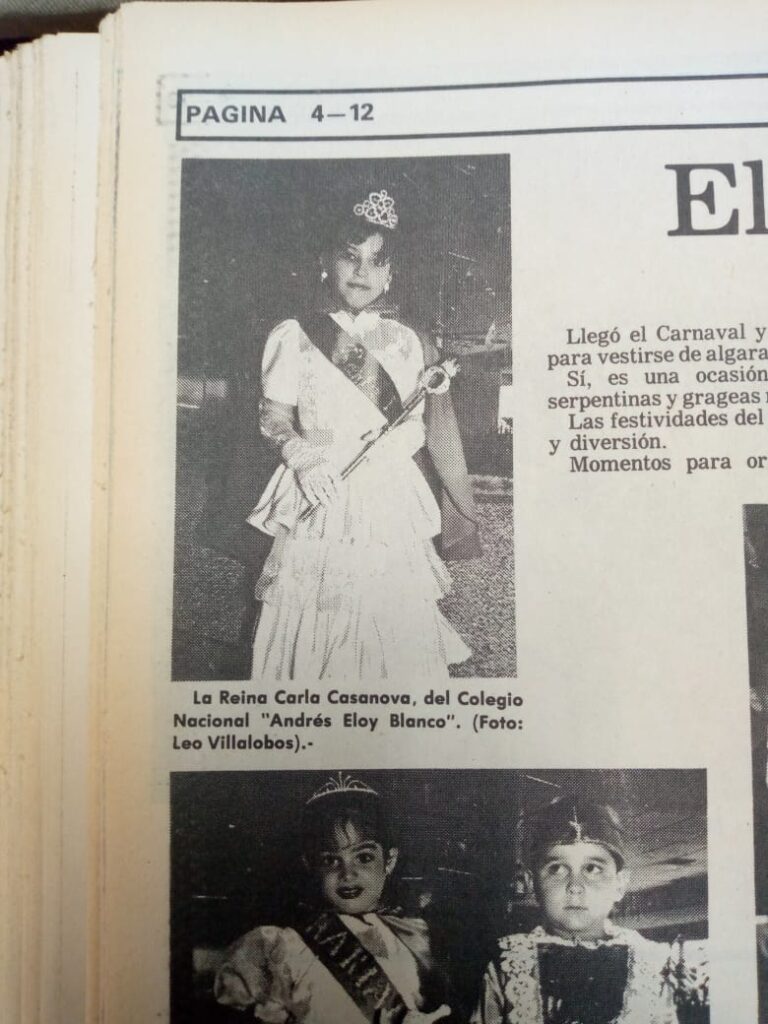 PAGINA 4—12
El
Llegó el Carnaval y
para vestirse de algara
Sí, es una ocasión
serpentinas y grageas
Las festividades del
y diversión.
Momentos para or
La Reina Carla Casanova, del Colegio
Nacional "Andrés Eloy Blanco". (Foto:
Leo Villalobos).-